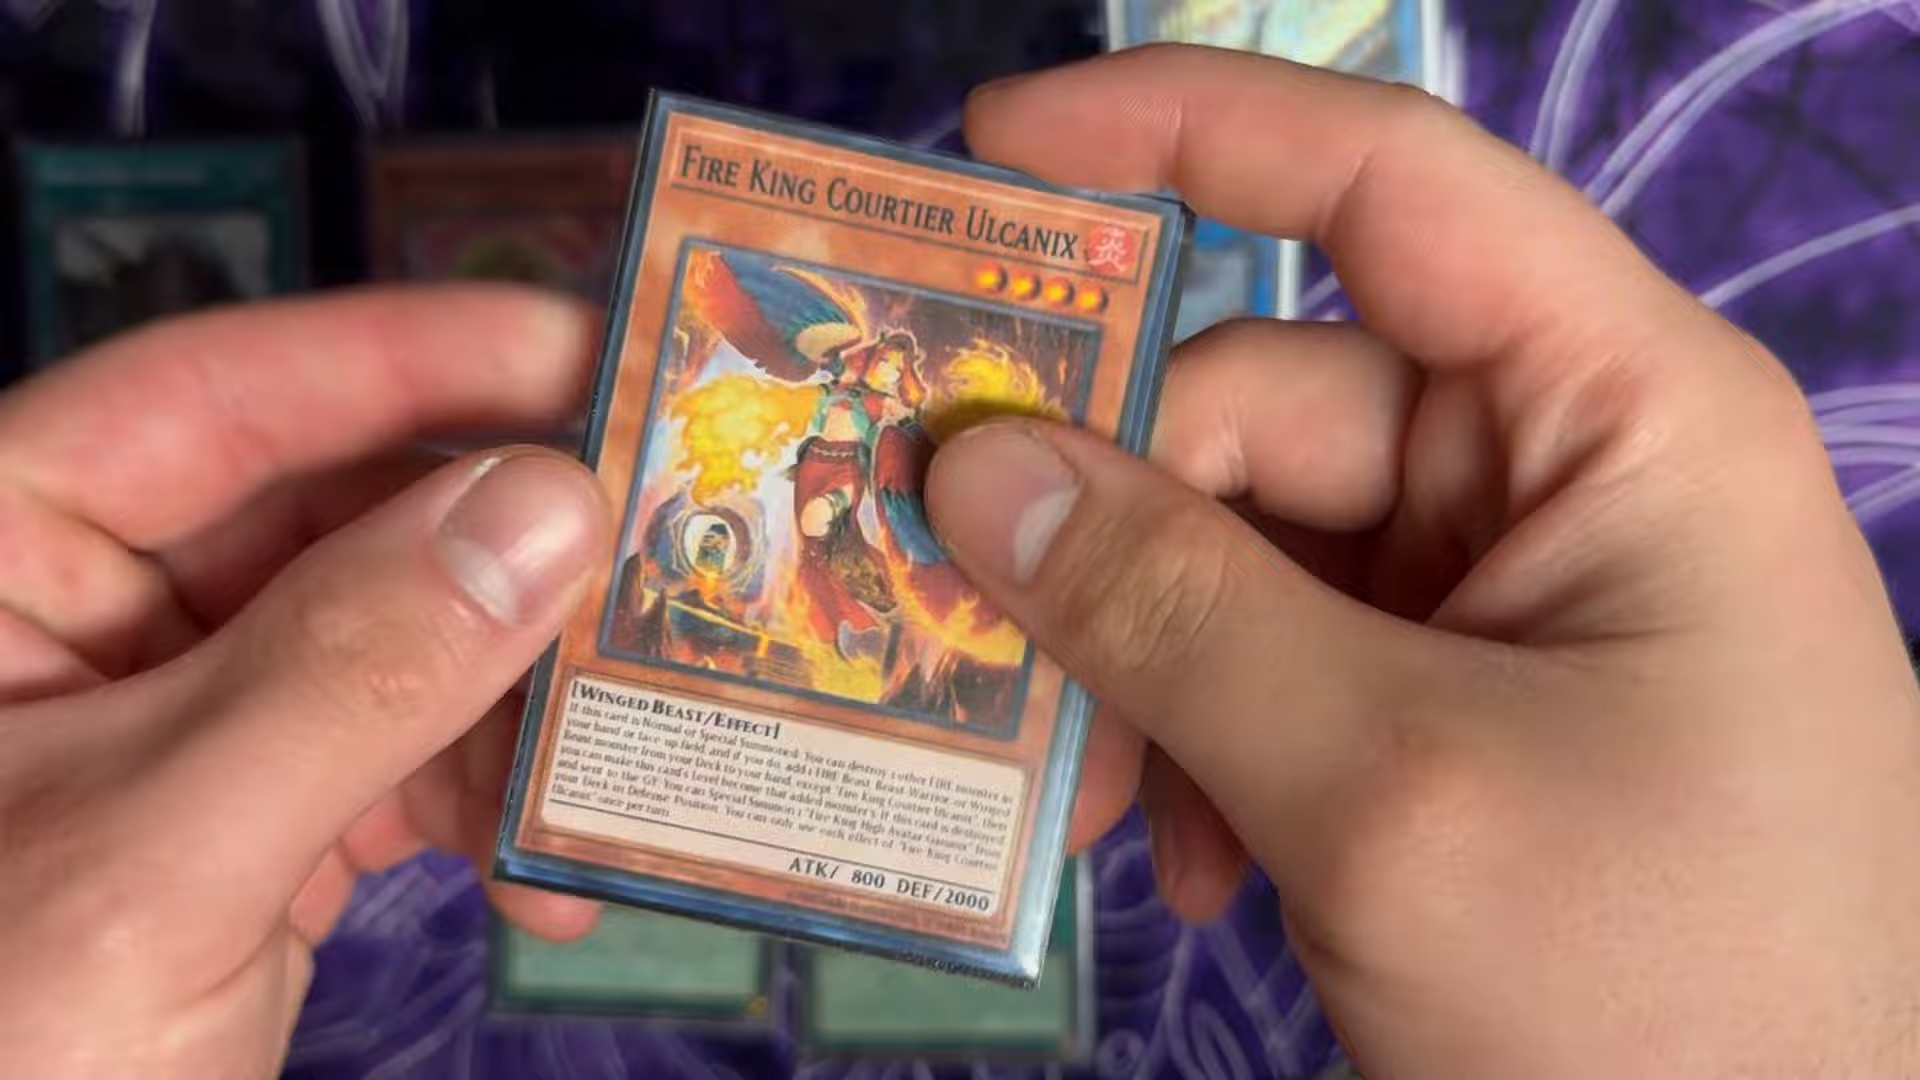 FIRE KING COURTIER ULCANIX
炎
[WINGED BEAST/EFFECT]
If this card is Normal or Special Summoned: You can destroy 1 other FIRE monster in
your hand or face-up field, and if you do, add 1 FIRE Beast, Beast-Warrior, or Winged
Beast monster from your Deck to your hand, except "Fire King Courtier Ulcanix", then
you can make this card's Level become that added monster's. If this card is destroyed
and sent to the GY: You can Special Summon 1 "Fire King High Avatar Garunix" from
your Deck in Defense Position. You can only use each effect of "Fire King Courtier
Ulcanix" once per turn.
ATK/ 800 DEF/2000